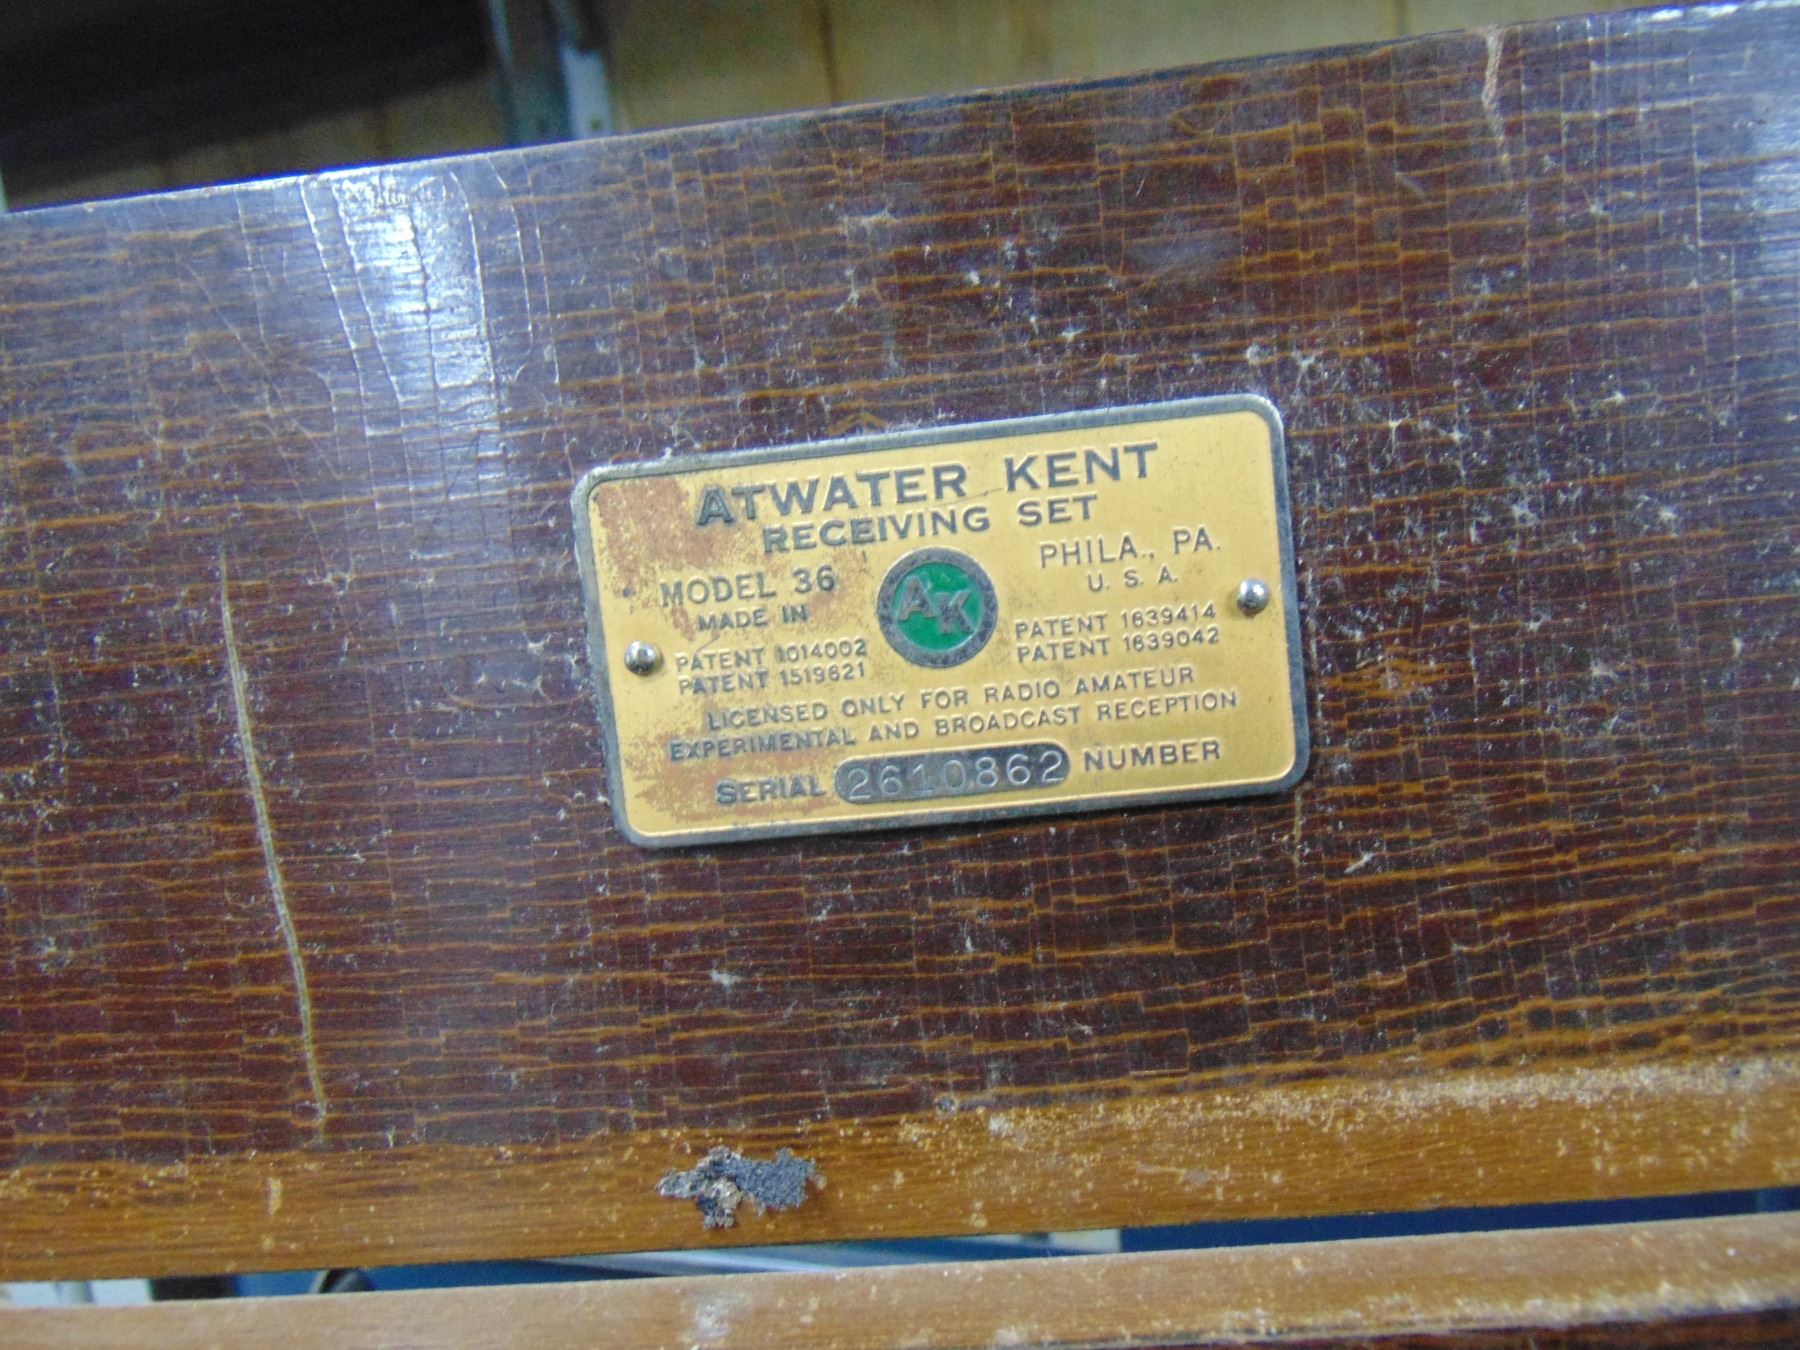 ATWATER KENT
RECEIVING SET
MODEL 36
MADE IN
PHILA., PA.
U. S. A.
AK
PATENT 1014002
PATENT 1519621
PATENT 1639414
PATENT 1639042
LICENSED ONLY FOR RADIO AMATEUR
EXPERIMENTAL AND BROADCAST RECEPTION
SERIAL 2610862 NUMBER